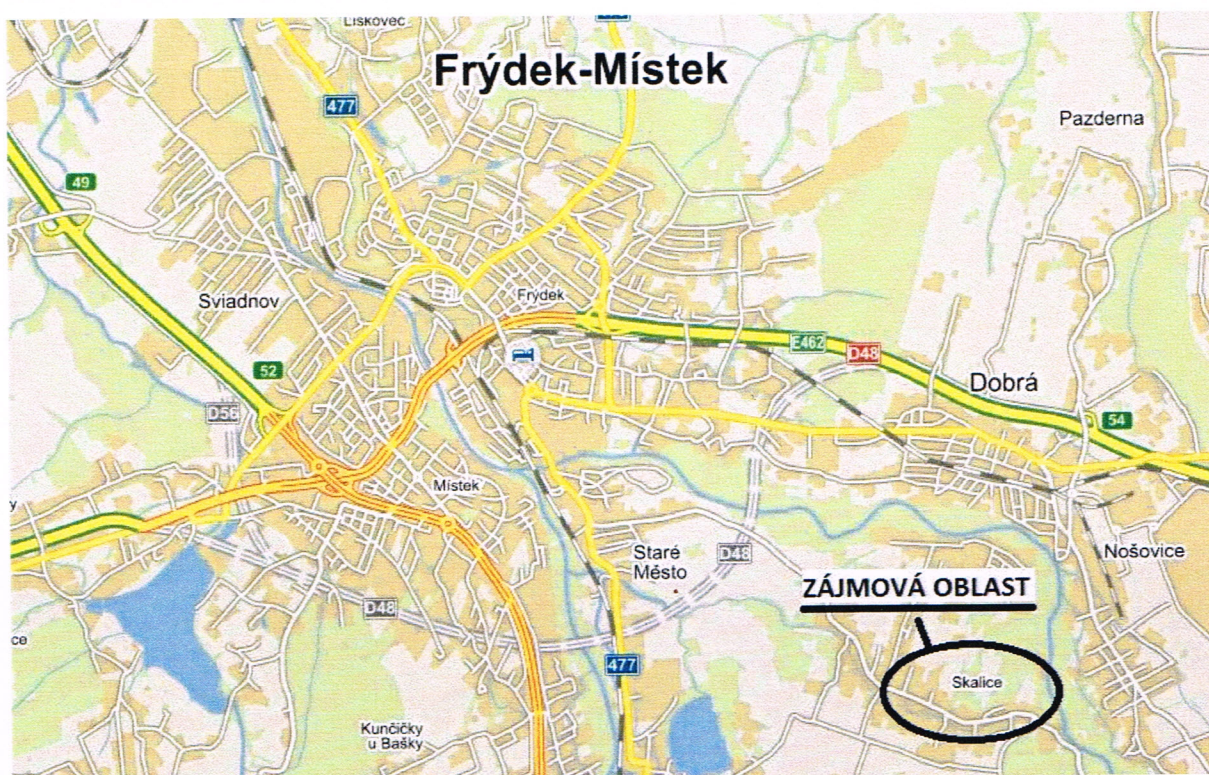 Lískovec
Frýdek-Místek
477
Pazderna
49
Sviadnov
Frýdek
E462
D48
52
Dobrá
D56
54
Místek
y
Staré
Město
D48
Nošovice
ZÁJMOVÁ OBLAST
D48
ce
477
Skalice
Kunčičky
u Bašky